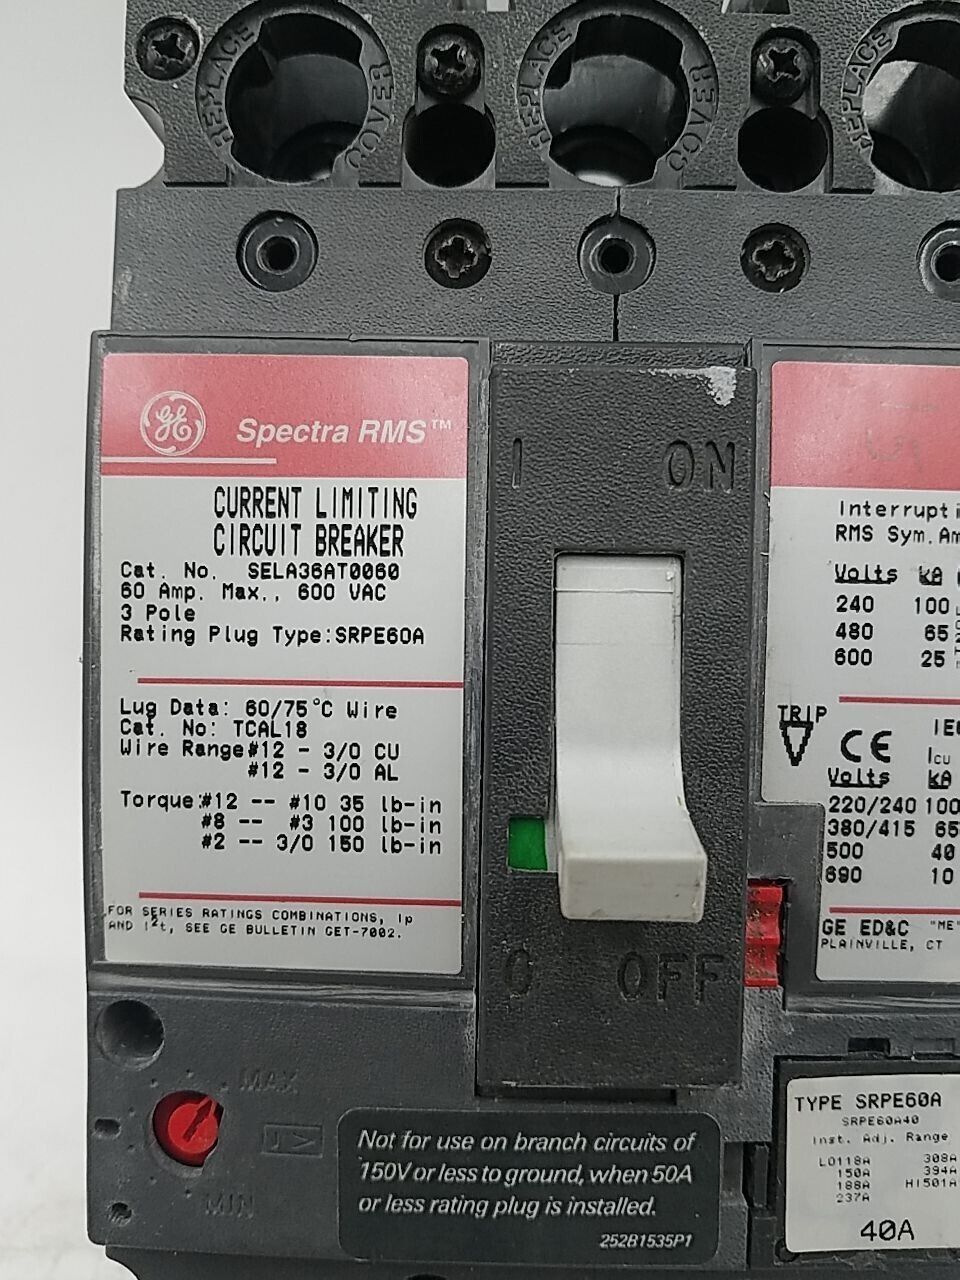 REPLACE COVER
REPLACE COVER
REPLACE
GE Spectra RMS™
CURRENT LIMITING
CIRCUIT BREAKER
Cat. No. SELA36AT0060
60 Amp. Max., 600 VAC
3 Pole
Rating Plug Type:SRPE60A
Lug Data: 60/75°C Wire
Cat. No: TCAL18
Wire Range#12 - 3/0 CU
#12 - 3/0 AL
Torque:#12 -- #10 35 lb-in
#8 -- #3 100 lb-in
#2 -- 3/0 150 lb-in
FOR SERIES RATINGS COMBINATIONS, Ip
AND I²t, SEE GE BULLETIN GET-7002.
I ON
O OFF
Interrupti
RMS Sym. Am
Volts kA
240 100
480 65
600 25
TRIP
CE
IE
Icu
Volts kA
220/240 100
380/415 65
500 40
690 10
GE ED&C "ME"
PLAINVILLE, CT
MAX
MIN
Not for use on branch circuits of
150V or less to ground, when 50A
or less rating plug is installed.
252B1535P1
TYPE SRPE60A
SRPE60A40
Inst. Adj. Range
LO118A 308A
150A 394A
188A HI501A
237A
40A